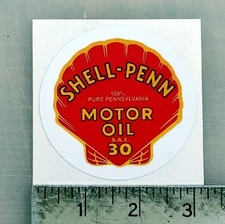 SHELL-PENN
100%
PURE PENNSYLVANIA
MOTOR
OIL
S.A.E.
30
1 2 3